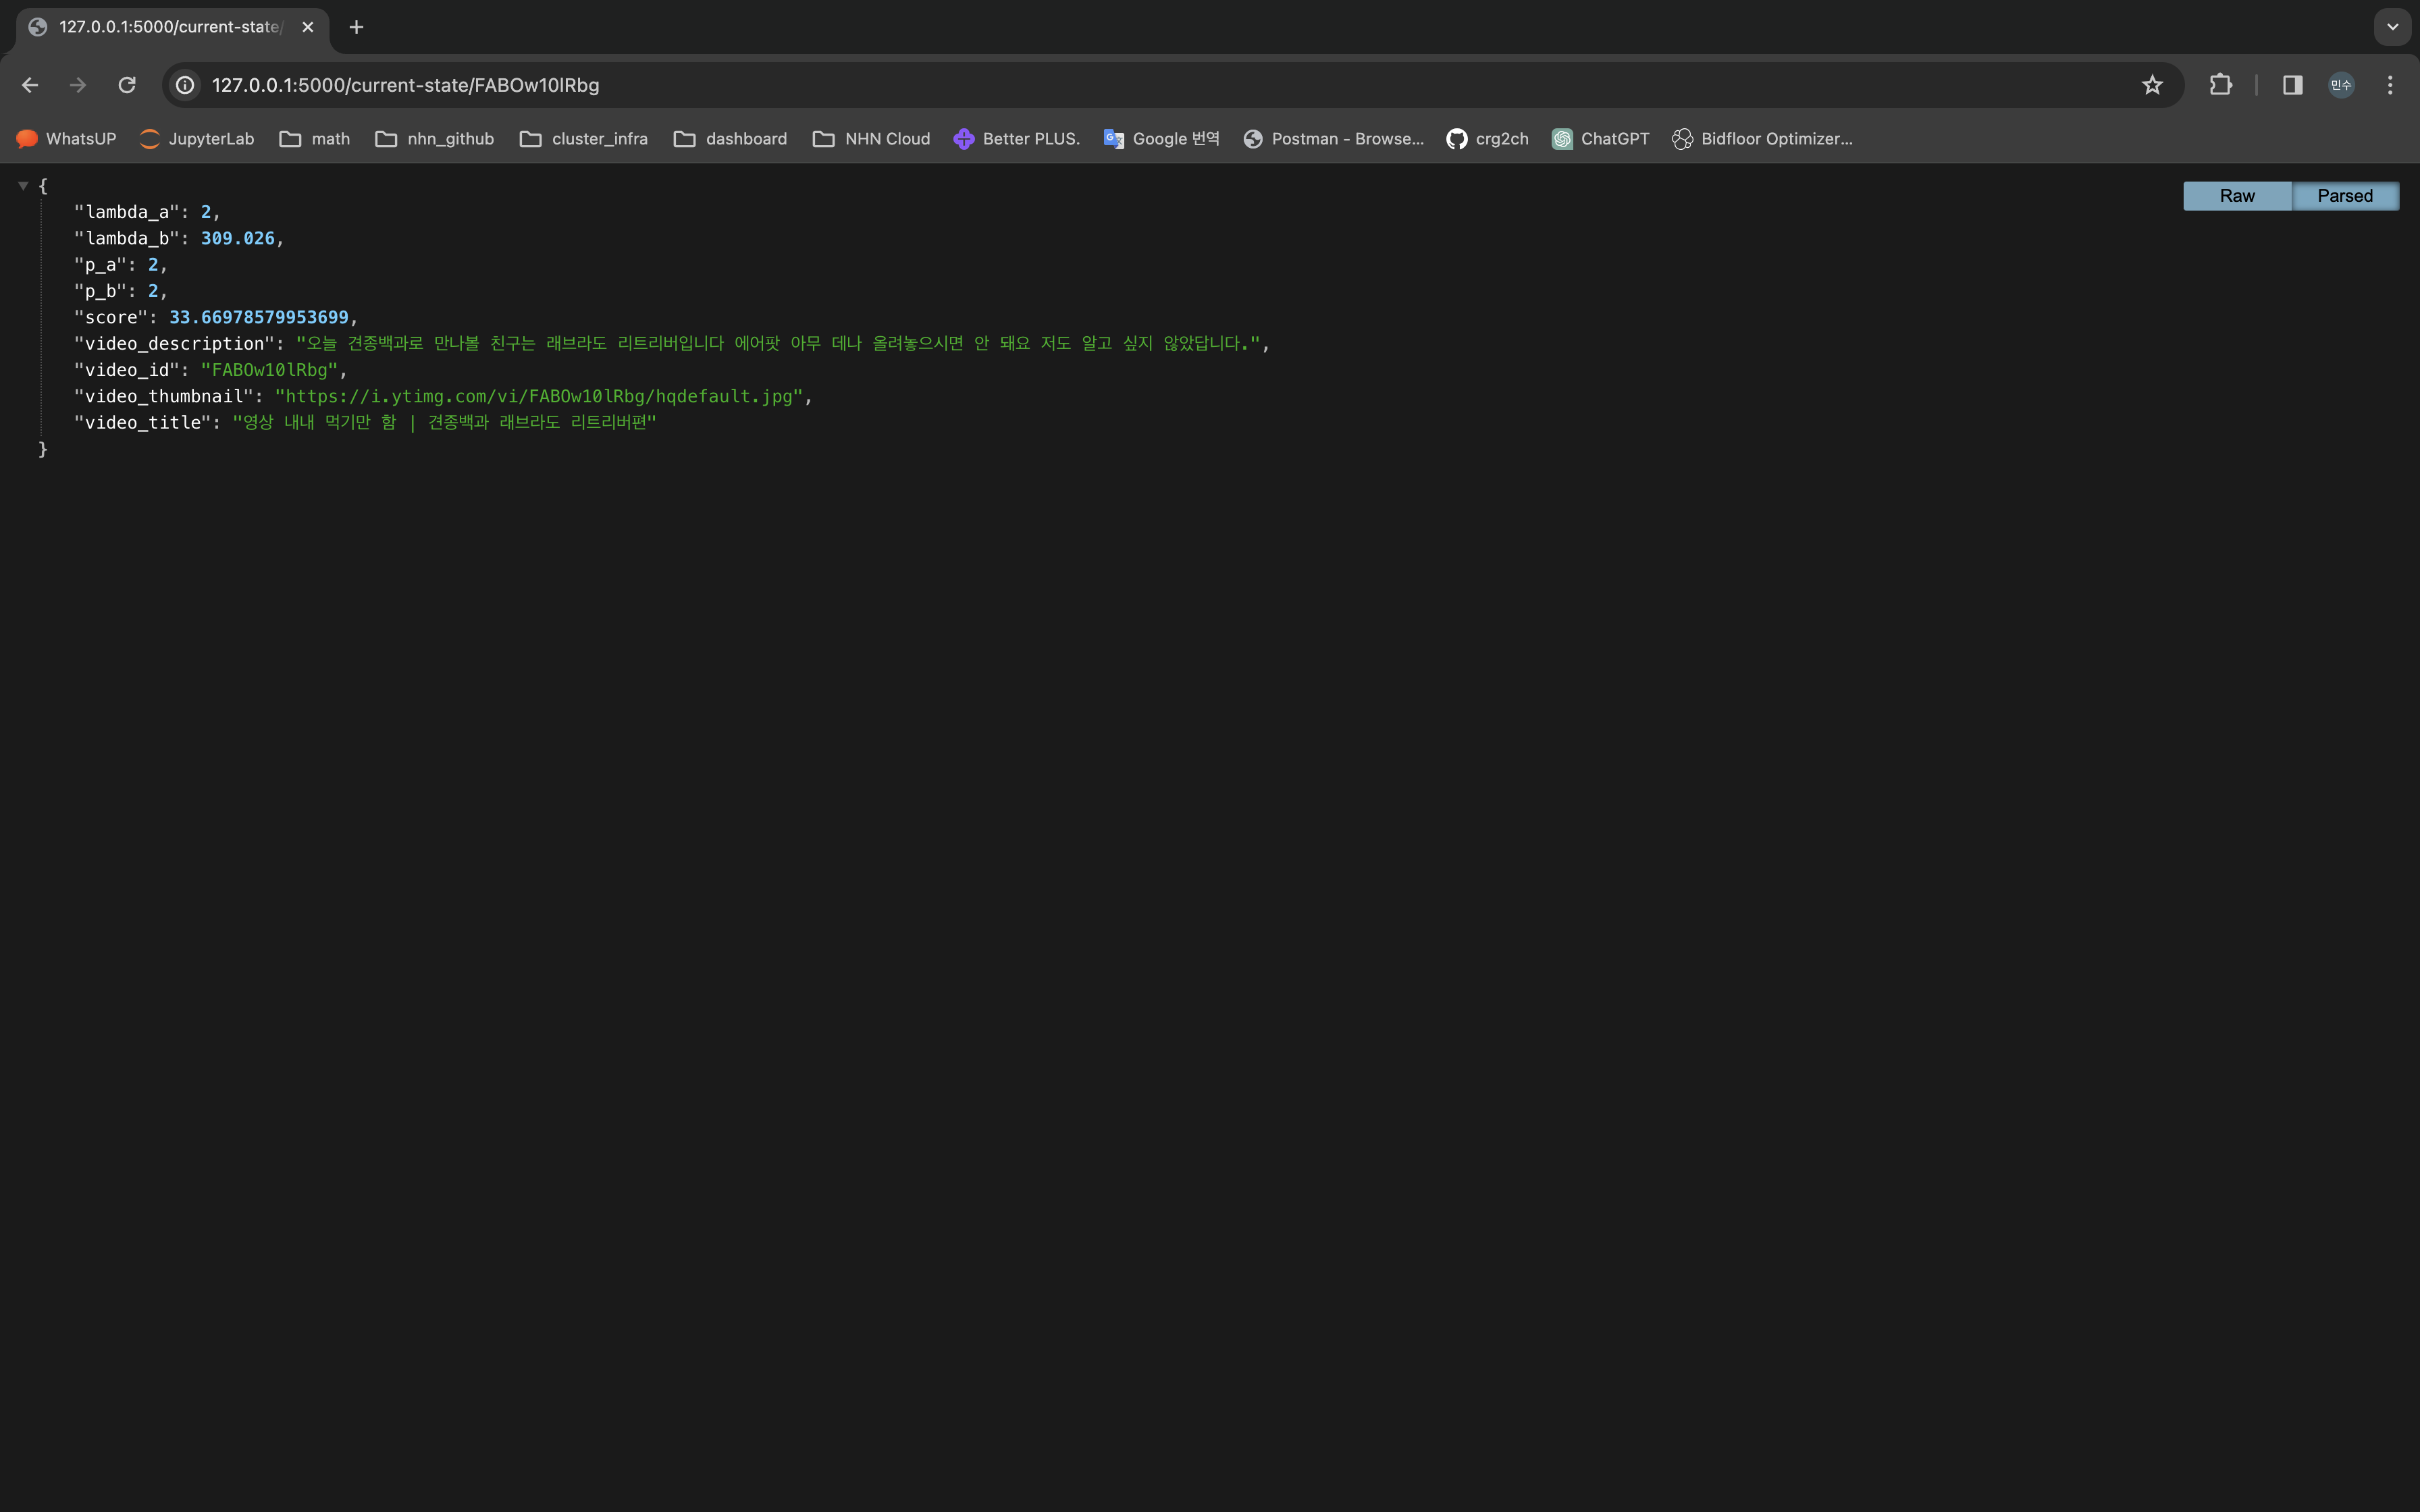 127.0.0.1:5000/current-state/
127.0.0.1:5000/current-state/FABOw10lRbg
민수
WhatsUP JupyterLab math nhn_github cluster_infra dashboard NHN Cloud Better PLUS. Google 번역 Postman - Browse... crg2ch ChatGPT Bidfloor Optimizer...
Raw Parsed
{
"lambda_a": 2,
"lambda_b": 309.026,
"p_a": 2,
"p_b": 2,
"score": 33.66978579953699,
"video_description": "오늘 견종백과로 만나볼 친구는 래브라도 리트리버입니다 에어팟 아무 데나 올려놓으시면 안 돼요 저도 알고 싶지 않았답니다.",
"video_id": "FABOw10lRbg",
"video_thumbnail": "https://i.ytimg.com/vi/FABOw10lRbg/hqdefault.jpg",
"video_title": "영상 내내 먹기만 함 | 견종백과 래브라도 리트리버편"
}